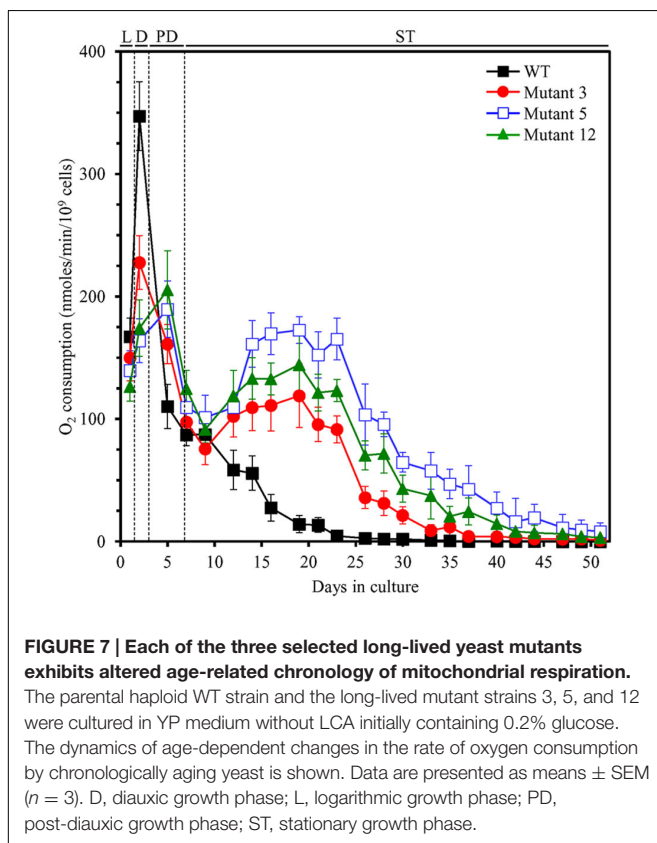 L D PD ST
400
300
200
100
0
O₂ consumption (nmoles/min/10⁹ cells)
WT
Mutant 3
Mutant 5
Mutant 12
0 5 10 15 20 25 30 35 40 45 50
Days in culture
FIGURE 7 | Each of the three selected long-lived yeast mutants
exhibits altered age-related chronology of mitochondrial respiration.
The parental haploid WT strain and the long-lived mutant strains 3, 5, and 12
were cultured in YP medium without LCA initially containing 0.2% glucose.
The dynamics of age-dependent changes in the rate of oxygen consumption
by chronologically aging yeast is shown. Data are presented as means ± SEM
(n = 3). D, diauxic growth phase; L, logarithmic growth phase; PD,
post-diauxic growth phase; ST, stationary growth phase.